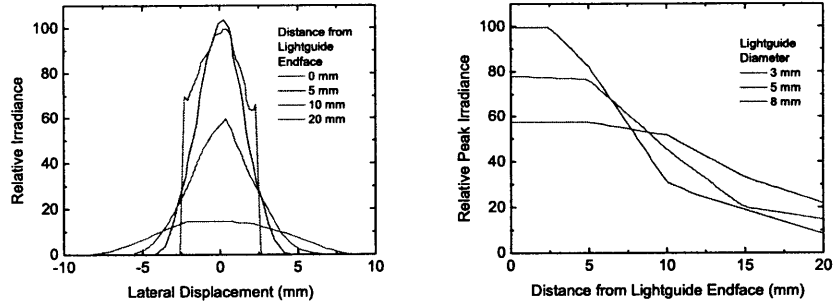 Relative Irradiance
100
80
60
40
20
0
-10
-5
0
5
10
Lateral Displacement (mm)
Distance from
Lightguide
Endface
0 mm
5 mm
10 mm
20 mm
Relative Peak Irradiance
100
80
60
40
20
0
0
5
10
15
20
Distance from Lightguide Endface (mm)
Lightguide
Diameter
3 mm
5 mm
8 mm